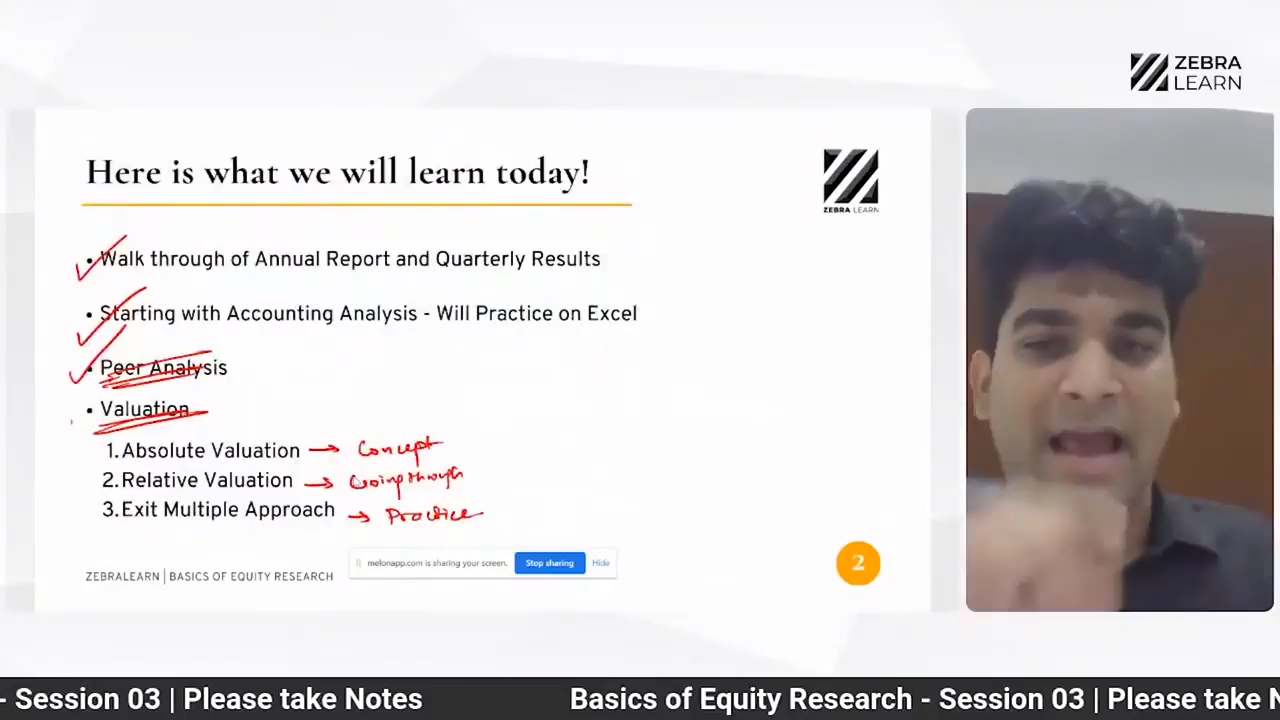 ZEBRA
LEARN
Here is what we will learn today!
ZEBRA LEARN
• Walk through of Annual Report and Quarterly Results
• Starting with Accounting Analysis - Will Practice on Excel
• Peer Analysis
• Valuation
1. Absolute Valuation → Concept
2. Relative Valuation → Going through
3. Exit Multiple Approach → Practice
melonapp.com is sharing your screen. Stop sharing Hide
ZEBRALEARN | BASICS OF EQUITY RESEARCH
2
- Session 03 | Please take Notes Basics of Equity Research - Session 03 | Please take N